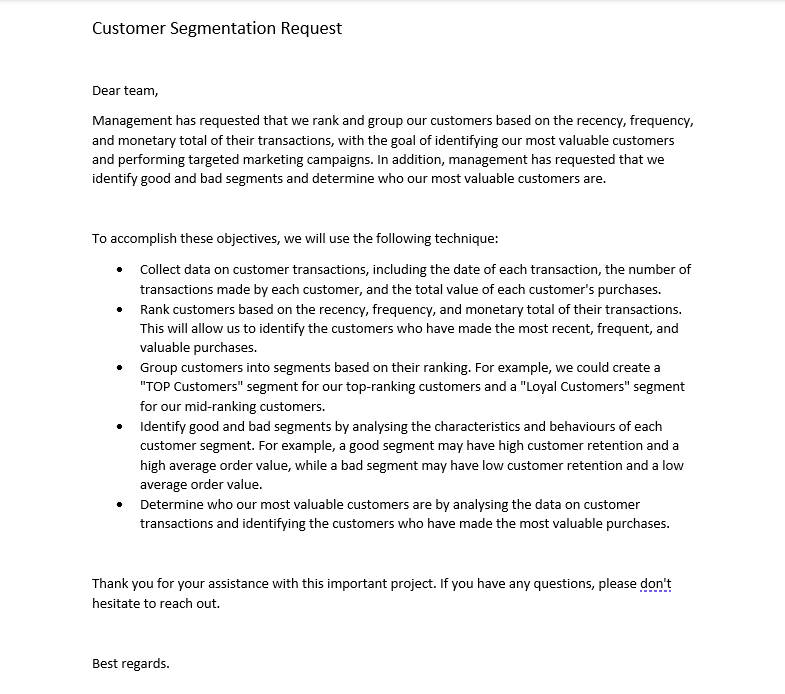 Customer Segmentation Request
Dear team,
Management has requested that we rank and group our customers based on the recency, frequency,
and monetary total of their transactions, with the goal of identifying our most valuable customers
and performing targeted marketing campaigns. In addition, management has requested that we
identify good and bad segments and determine who our most valuable customers are.
To accomplish these objectives, we will use the following technique:
• Collect data on customer transactions, including the date of each transaction, the number of
transactions made by each customer, and the total value of each customer's purchases.
• Rank customers based on the recency, frequency, and monetary total of their transactions.
This will allow us to identify the customers who have made the most recent, frequent, and
valuable purchases.
• Group customers into segments based on their ranking. For example, we could create a
"TOP Customers" segment for our top-ranking customers and a "Loyal Customers" segment
for our mid-ranking customers.
• Identify good and bad segments by analysing the characteristics and behaviours of each
customer segment. For example, a good segment may have high customer retention and a
high average order value, while a bad segment may have low customer retention and a low
average order value.
• Determine who our most valuable customers are by analysing the data on customer
transactions and identifying the customers who have made the most valuable purchases.
Thank you for your assistance with this important project. If you have any questions, please don't
hesitate to reach out.
Best regards.